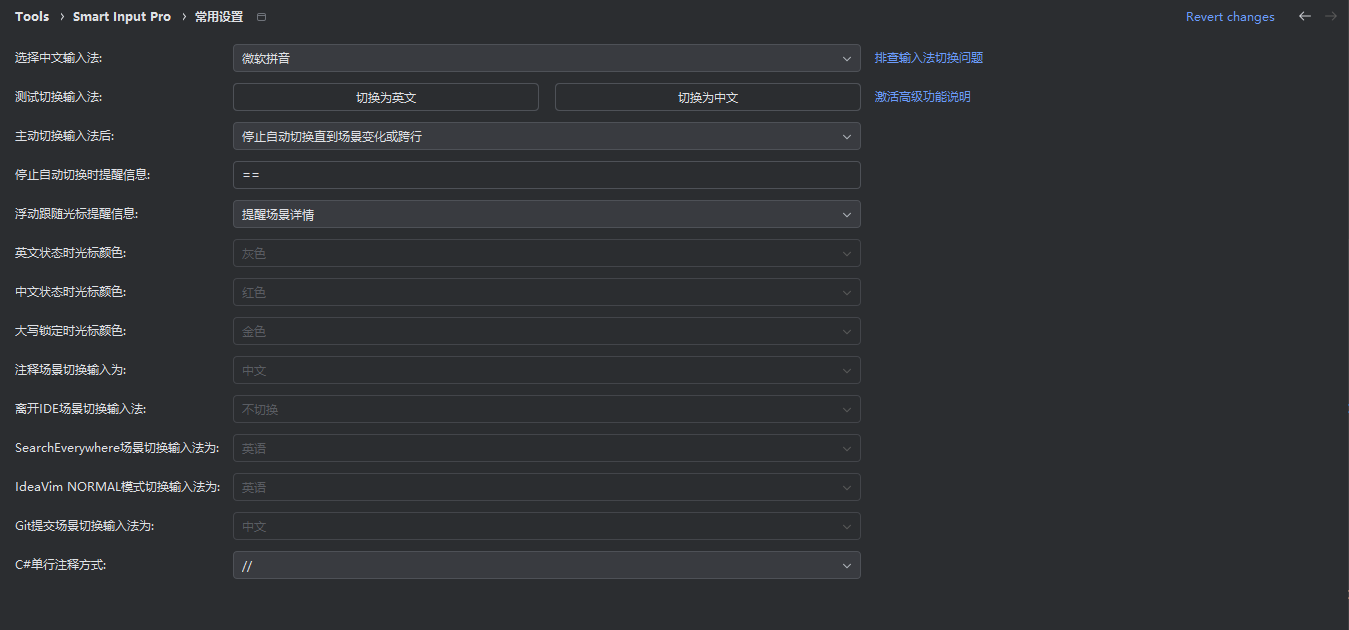 Tools › Smart Input Pro › 常用设置 Revert changes
选择中文输入法: 微软拼音 排查输入法切换问题
测试切换输入法: 切换为英文 切换为中文 激活高级功能说明
主动切换输入法后: 停止自动切换直到场景变化或跨行
停止自动切换时提醒信息: ==
浮动跟随光标提醒信息: 提醒场景详情
英文状态时光标颜色: 灰色
中文状态时光标颜色: 红色
大写锁定时光标颜色: 金色
注释场景切换输入为: 中文
离开IDE场景切换输入法: 不切换
SearchEverywhere场景切换输入法为: 英语
IdeaVim NORMAL模式切换输入法为: 英语
Git提交场景切换输入法为: 中文
C#单行注释方式: //